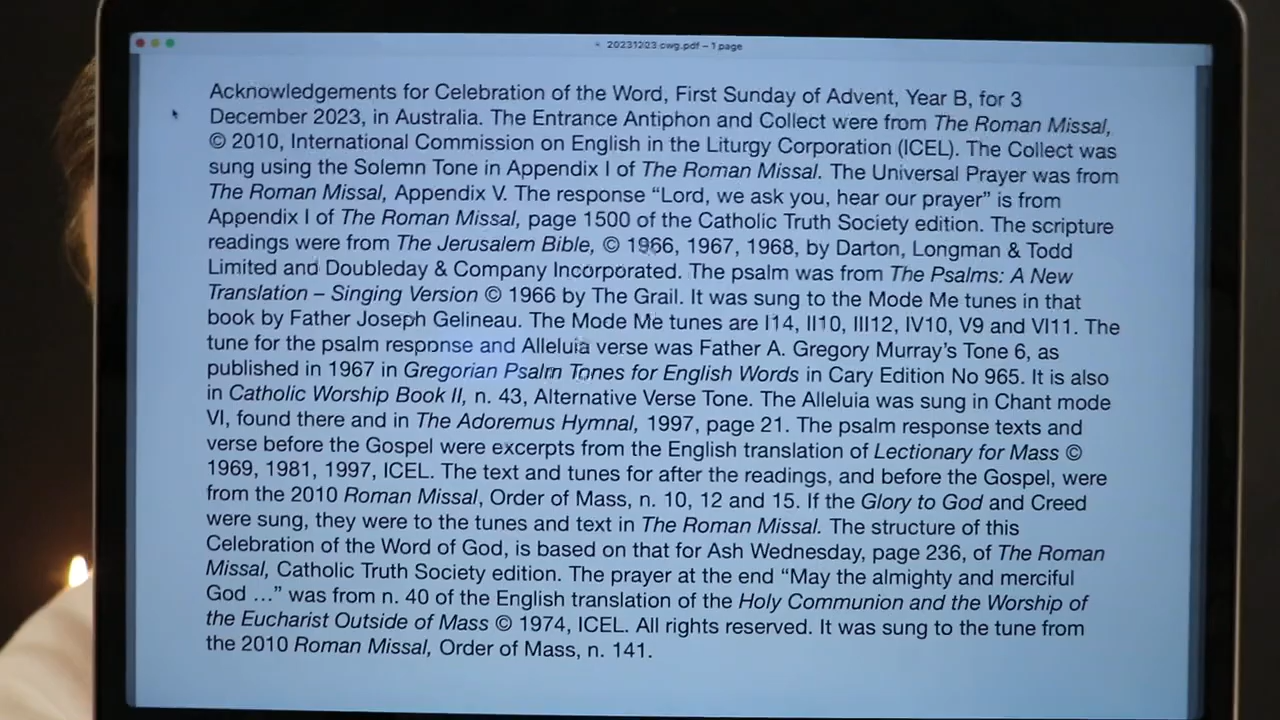 20231203 cwg.pdf – 1 page
Acknowledgements for Celebration of the Word, First Sunday of Advent, Year B, for 3
December 2023, in Australia. The Entrance Antiphon and Collect were from The Roman Missal,
© 2010, International Commission on English in the Liturgy Corporation (ICEL). The Collect was
sung using the Solemn Tone in Appendix I of The Roman Missal. The Universal Prayer was from
The Roman Missal, Appendix V. The response “Lord, we ask you, hear our prayer” is from
Appendix I of The Roman Missal, page 1500 of the Catholic Truth Society edition. The scripture
readings were from The Jerusalem Bible, © 1966, 1967, 1968, by Darton, Longman & Todd
Limited and Doubleday & Company Incorporated. The psalm was from The Psalms: A New
Translation – Singing Version © 1966 by The Grail. It was sung to the Mode Me tunes in that
book by Father Joseph Gelineau. The Mode Me tunes are I14, II10, III12, IV10, V9 and VI11. The
tune for the psalm response and Alleluia verse was Father A. Gregory Murray’s Tone 6, as
published in 1967 in Gregorian Psalm Tones for English Words in Cary Edition No 965. It is also
in Catholic Worship Book II, n. 43, Alternative Verse Tone. The Alleluia was sung in Chant mode
VI, found there and in The Adoremus Hymnal, 1997, page 21. The psalm response texts and
verse before the Gospel were excerpts from the English translation of Lectionary for Mass ©
1969, 1981, 1997, ICEL. The text and tunes for after the readings, and before the Gospel, were
from the 2010 Roman Missal, Order of Mass, n. 10, 12 and 15. If the Glory to God and Creed
were sung, they were to the tunes and text in The Roman Missal. The structure of this
Celebration of the Word of God, is based on that for Ash Wednesday, page 236, of The Roman
Missal, Catholic Truth Society edition. The prayer at the end “May the almighty and merciful
God …” was from n. 40 of the English translation of the Holy Communion and the Worship of
the Eucharist Outside of Mass © 1974, ICEL. All rights reserved. It was sung to the tune from
the 2010 Roman Missal, Order of Mass, n. 141.